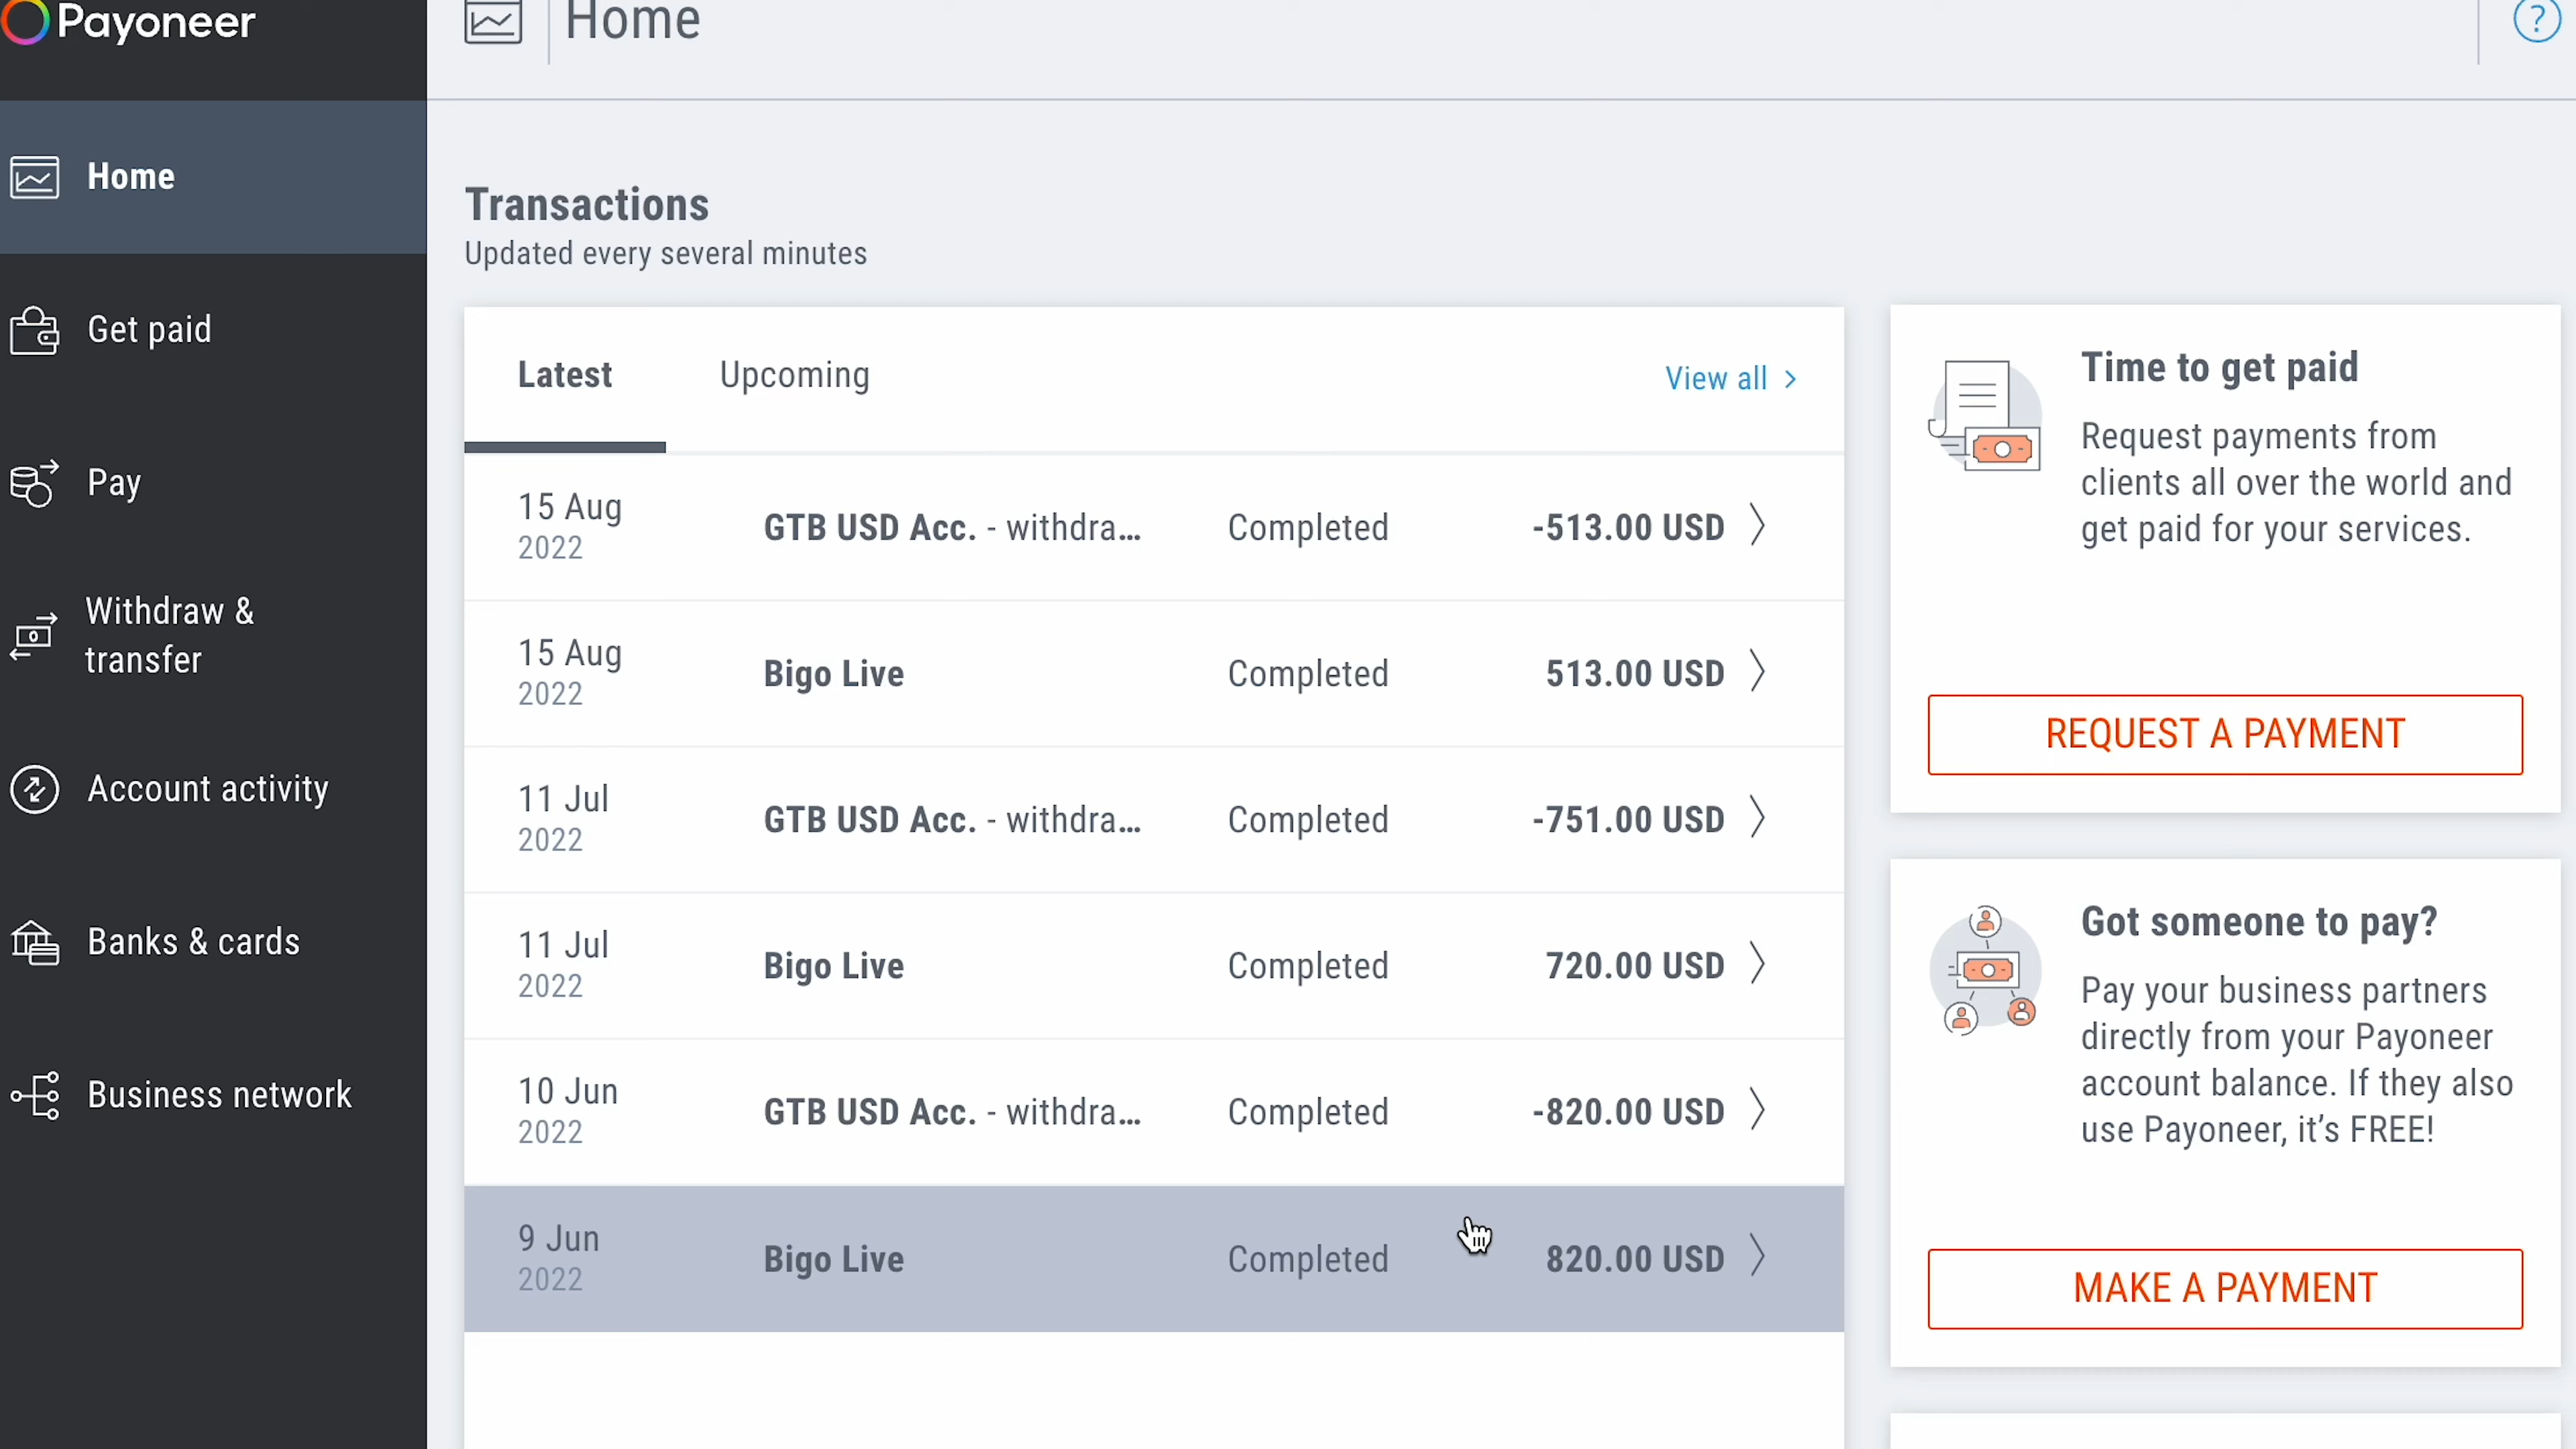 Payoneer
Home
?
Home
Get paid
Pay
Withdraw &
transfer
Account activity
Banks & cards
Business network
Transactions
Updated every several minutes
Latest
Upcoming
View all >
15 Aug
2022
GTB USD Acc. - withdra...
Completed
-513.00 USD
15 Aug
2022
Bigo Live
Completed
513.00 USD
11 Jul
2022
GTB USD Acc. - withdra...
Completed
-751.00 USD
11 Jul
2022
Bigo Live
Completed
720.00 USD
10 Jun
2022
GTB USD Acc. - withdra...
Completed
-820.00 USD
9 Jun
2022
Bigo Live
Completed
820.00 USD
Time to get paid
Request payments from
clients all over the world and
get paid for your services.
REQUEST A PAYMENT
Got someone to pay?
Pay your business partners
directly from your Payoneer
account balance. If they also
use Payoneer, it's FREE!
MAKE A PAYMENT